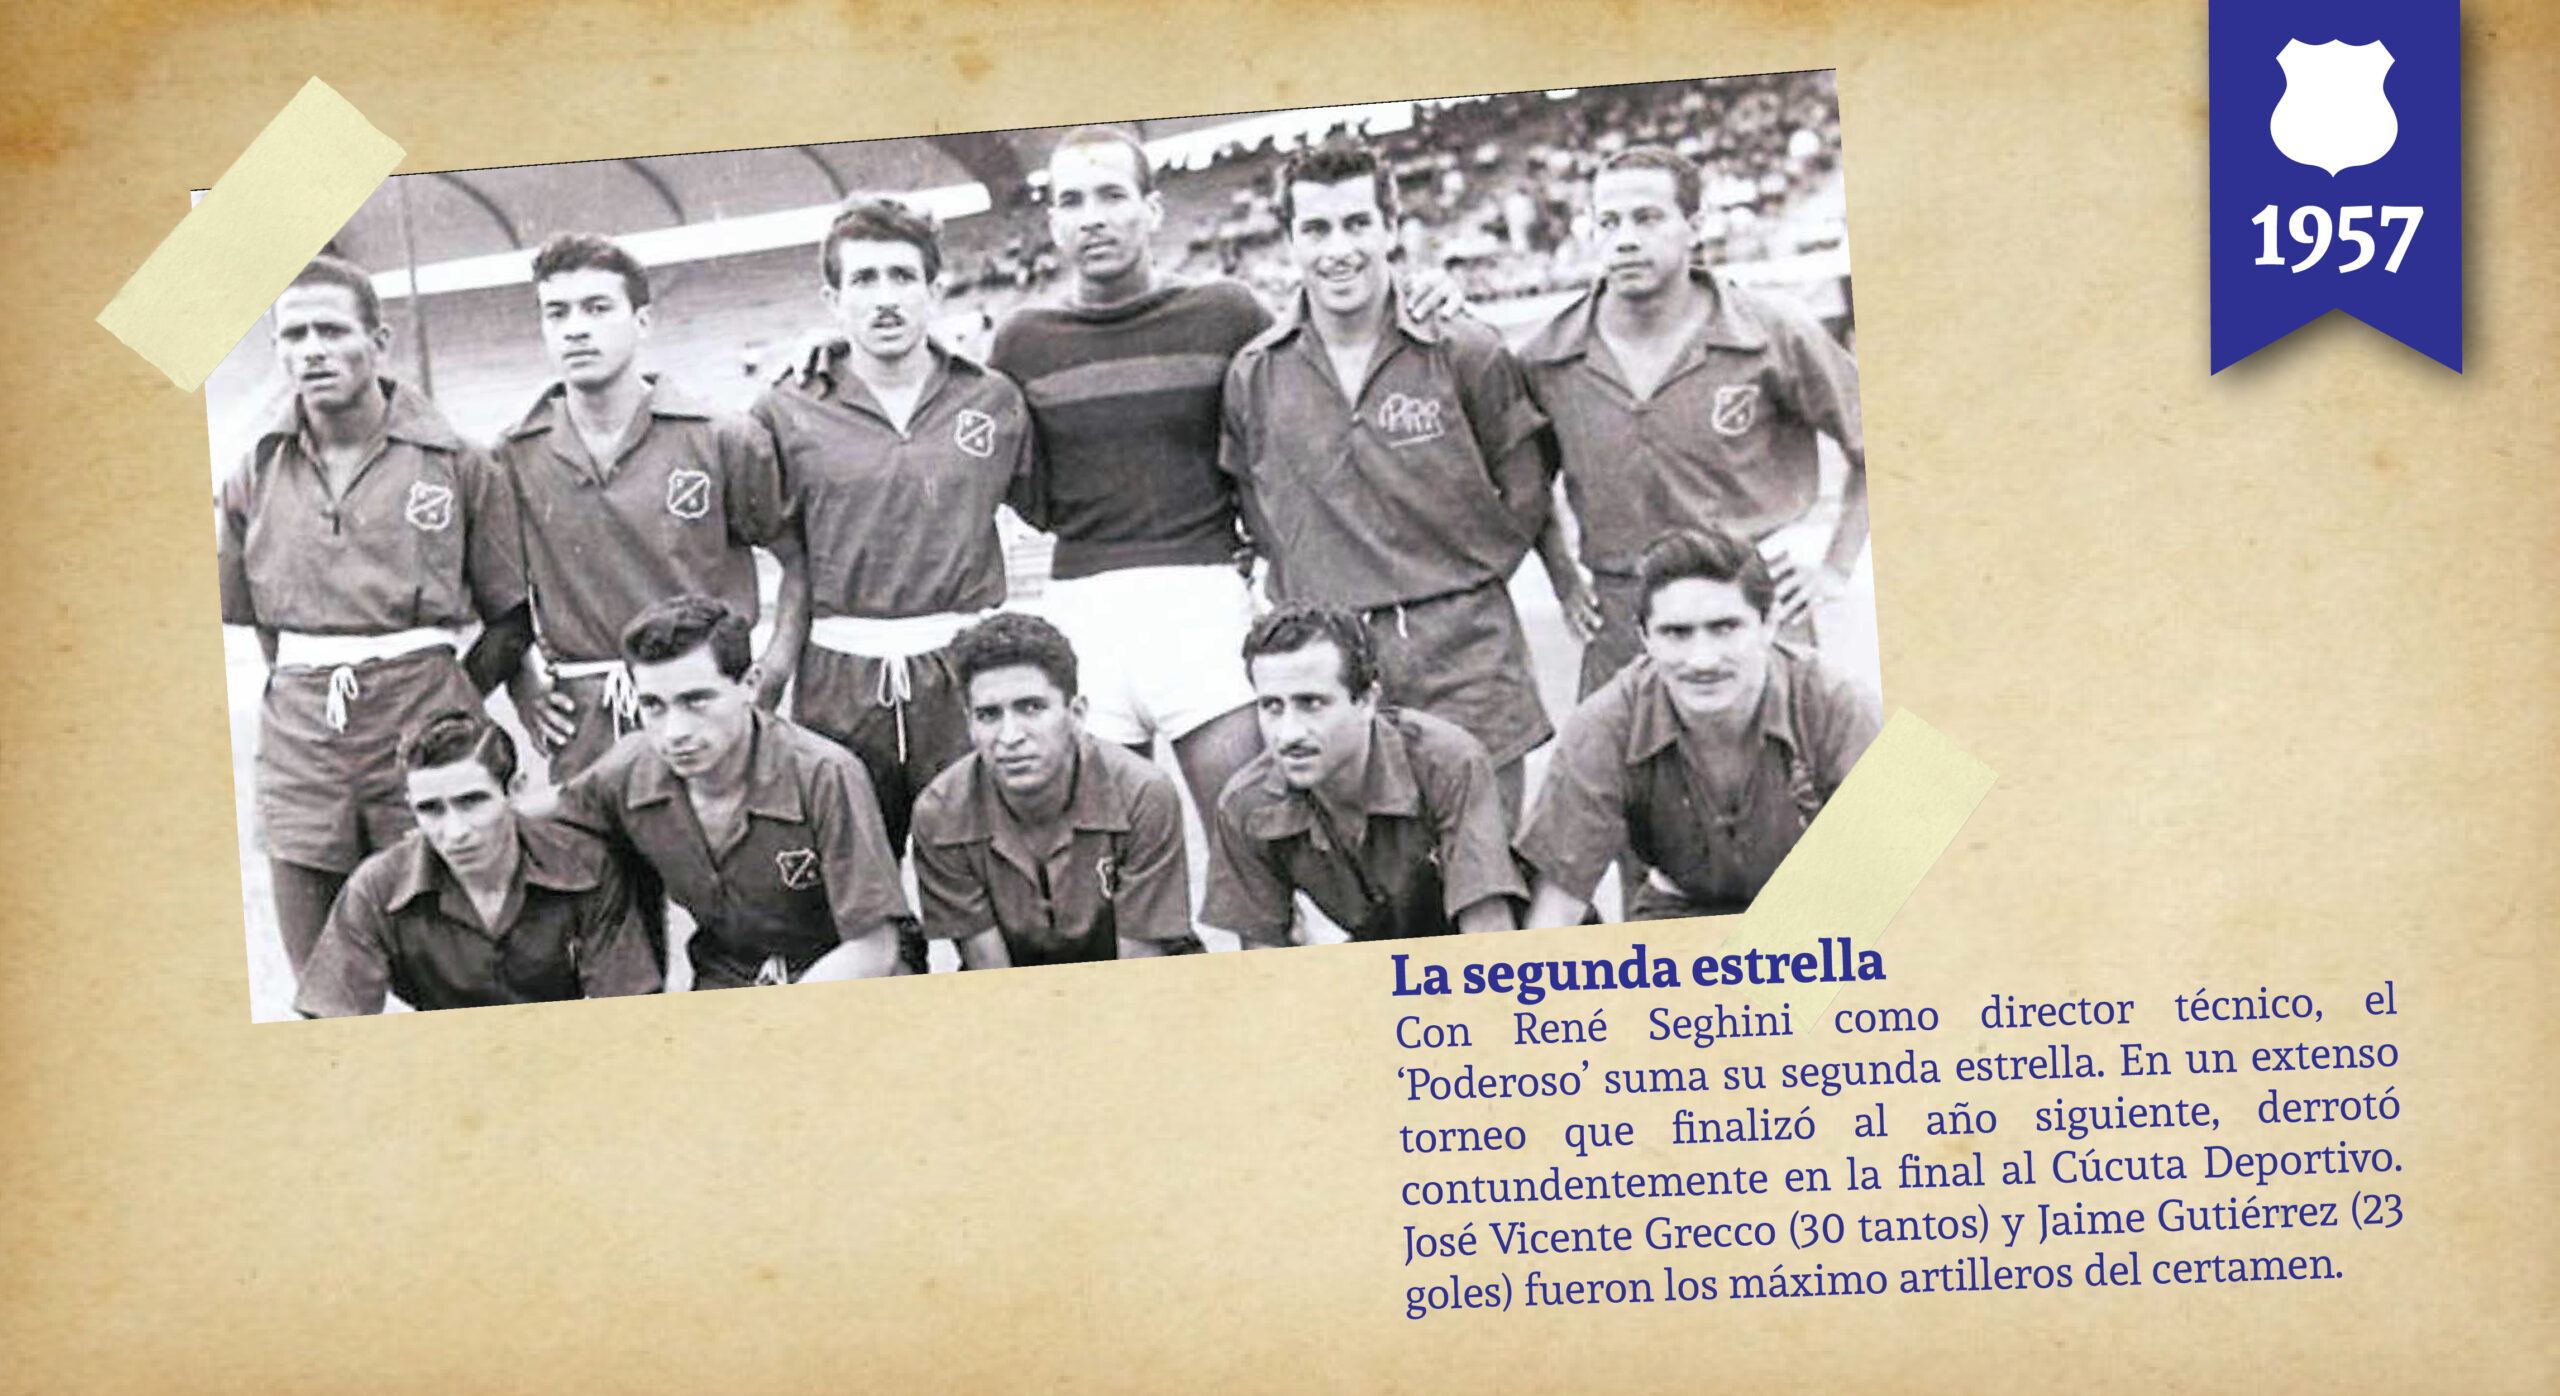 1957
PRR
La segunda estrella
Con René Seghini como director técnico, el
‘Poderoso’ suma su segunda estrella. En un extenso
torneo que finalizó al año siguiente, derrotó
contundentemente en la final al Cúcuta Deportivo.
José Vicente Grecco (30 tantos) y Jaime Gutiérrez (23
goles) fueron los máximo artilleros del certamen.